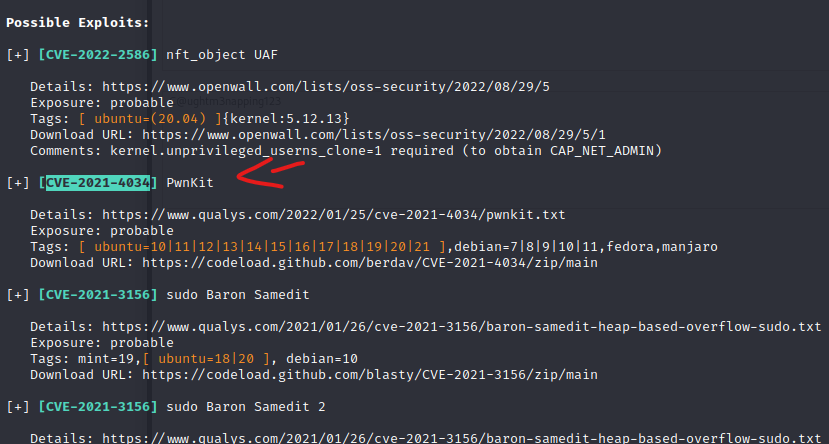 Possible Exploits:
[+] [CVE-2022-2586] nft_object UAF
Details: https://www.openwall.com/lists/oss-security/2022/08/29/5
Exposure: probable
Tags: [ ubuntu=(20.04) ]{kernel:5.12.13}
Download URL: https://www.openwall.com/lists/oss-security/2022/08/29/5/1
Comments: kernel.unprivileged_userns_clone=1 required (to obtain CAP_NET_ADMIN)
[+] [CVE-2021-4034] PwnKit
Details: https://www.qualys.com/2022/01/25/cve-2021-4034/pwnkit.txt
Exposure: probable
Tags: [ ubuntu=10|11|12|13|14|15|16|17|18|19|20|21 ],debian=7|8|9|10|11,fedora,manjaro
Download URL: https://codeload.github.com/berdav/CVE-2021-4034/zip/main
[+] [CVE-2021-3156] sudo Baron Samedit
Details: https://www.qualys.com/2021/01/26/cve-2021-3156/baron-samedit-heap-based-overflow-sudo.txt
Exposure: probable
Tags: mint=19,[ ubuntu=18|20 ], debian=10
Download URL: https://codeload.github.com/blasty/CVE-2021-3156/zip/main
[+] [CVE-2021-3156] sudo Baron Samedit 2
Details: https://www.qualys.com/2021/01/26/cve-2021-3156/baron-samedit-heap-based-overflow-sudo.txt